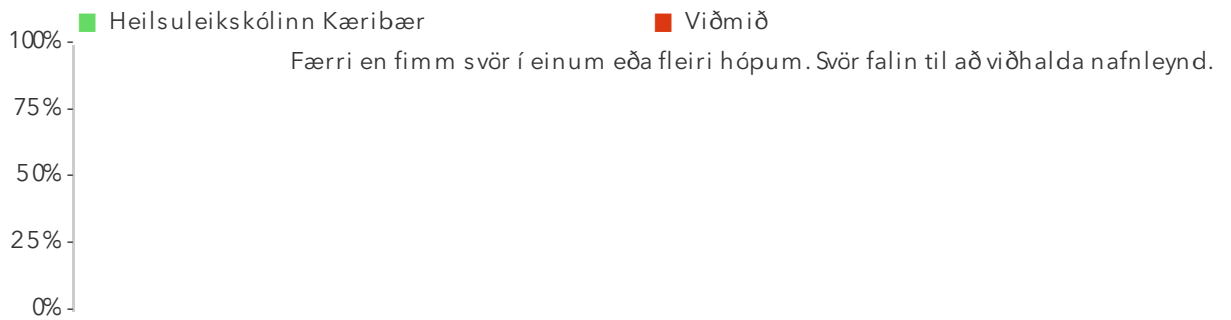 Heilsuleikskólinn Kæribær
Viðmið
100%
Færri en fimm svör í einum eða fleiri hópum. Svör falin til að viðhalda nafnleynd.
75%
50%
25%
0%